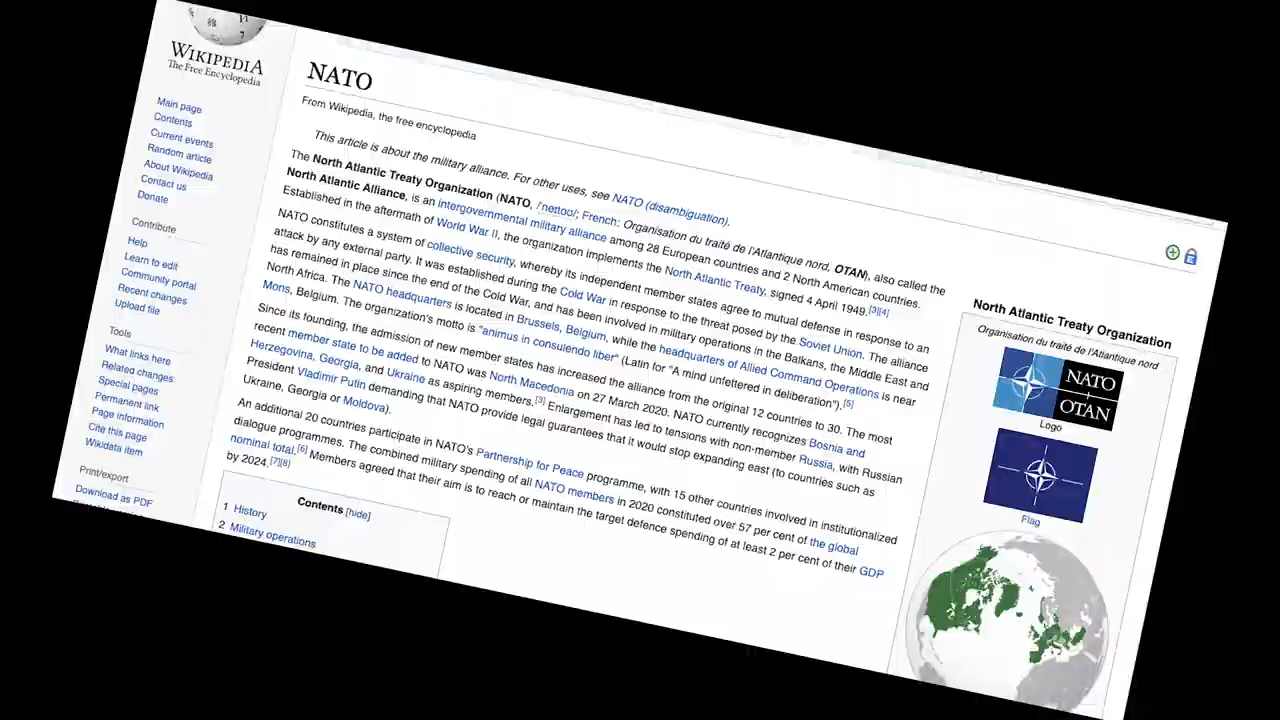 WIKIPEDIA
The Free Encyclopedia
Main page
Contents
Current events
Random article
About Wikipedia
Contact us
Donate
Contribute
Help
Learn to edit
Community portal
Recent changes
Upload file
Tools
What links here
Related changes
Special pages
Permanent link
Page information
Cite this page
Wikidata item
Print/export
Download as PDF
NATO
From Wikipedia, the free encyclopedia
This article is about the military alliance. For other uses, see NATO (disambiguation).
The North Atlantic Treaty Organization (NATO, /ˈneɪtoʊ/; French: Organisation du traité de l'Atlantique nord, OTAN), also called the
North Atlantic Alliance, is an intergovernmental military alliance among 28 European countries and 2 North American countries.
Established in the aftermath of World War II, the organization implements the North Atlantic Treaty, signed 4 April 1949.[3][4]
NATO constitutes a system of collective security, whereby its independent member states agree to mutual defense in response to an
attack by any external party. It was established during the Cold War in response to the threat posed by the Soviet Union. The alliance
has remained in place since the end of the Cold War, and has been involved in military operations in the Balkans, the Middle East and
North Africa. The NATO headquarters is located in Brussels, Belgium, while the headquarters of Allied Command Operations is near
Mons, Belgium. The organization's motto is "animus in consulendo liber" (Latin for "A mind unfettered in deliberation").[5]
Since its founding, the admission of new member states has increased the alliance from the original 12 countries to 30. The most
recent member state to be added to NATO was North Macedonia on 27 March 2020. NATO currently recognizes Bosnia and
Herzegovina, Georgia, and Ukraine as aspiring members.[3] Enlargement has led to tensions with non-member Russia, with Russian
President Vladimir Putin demanding that NATO provide legal guarantees that it would stop expanding east (to countries such as
Ukraine, Georgia or Moldova).
An additional 20 countries participate in NATO's Partnership for Peace programme, with 15 other countries involved in institutionalized
dialogue programmes. The combined military spending of all NATO members in 2020 constituted over 57 per cent of the global
nominal total.[6] Members agreed that their aim is to reach or maintain the target defence spending of at least 2 per cent of their GDP
by 2024.[7][8]
Contents [hide]
1 History
2 Military operations
North Atlantic Treaty Organization
Organisation du traité de l'Atlantique nord
NATO
OTAN
Logo
Flag